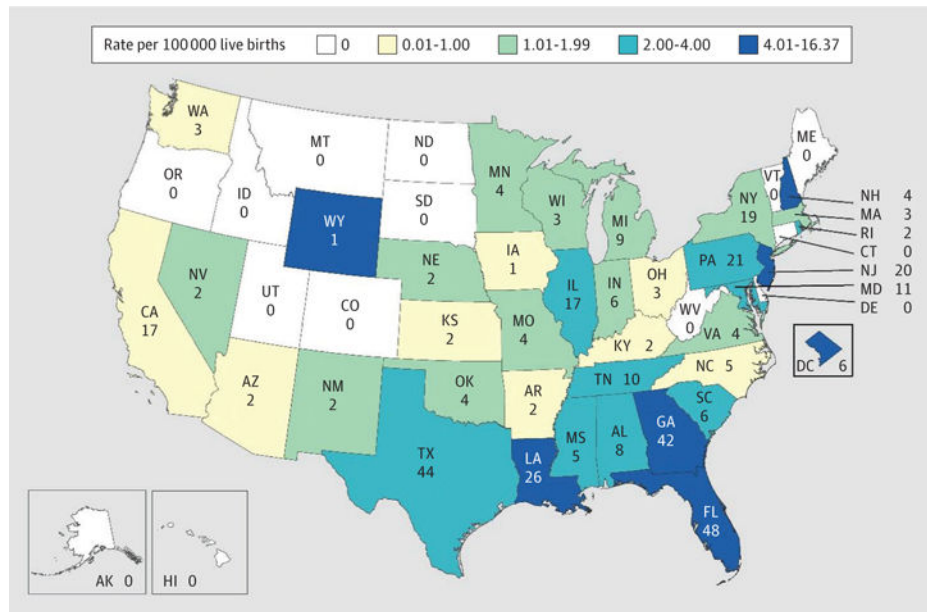 Rate per 100 000 live births 0 0.01-1.00 1.01-1.99 2.00-4.00 4.01-16.37
WA
3
MT
0
ND
0
ME
0
OR
0
ID
0
MN
4
VT
0
SD
0
WI
3
NY
19
NH 4
MA 3
RI 2
CT 0
NJ 20
MD 11
DE 0
WY
1
MI
9
IA
1
NE
2
PA 21
NV
2
UT
0
CO
0
IL
17
IN
6
OH
3
WV
0
CA
17
KS
2
MO
4
VA 4
KY 2
DC 6
AZ
2
NM
2
OK
4
AR
2
TN 10
NC 5
SC
6
TX
44
MS
5
AL
8
GA
42
LA
26
FL
48
AK 0
HI 0